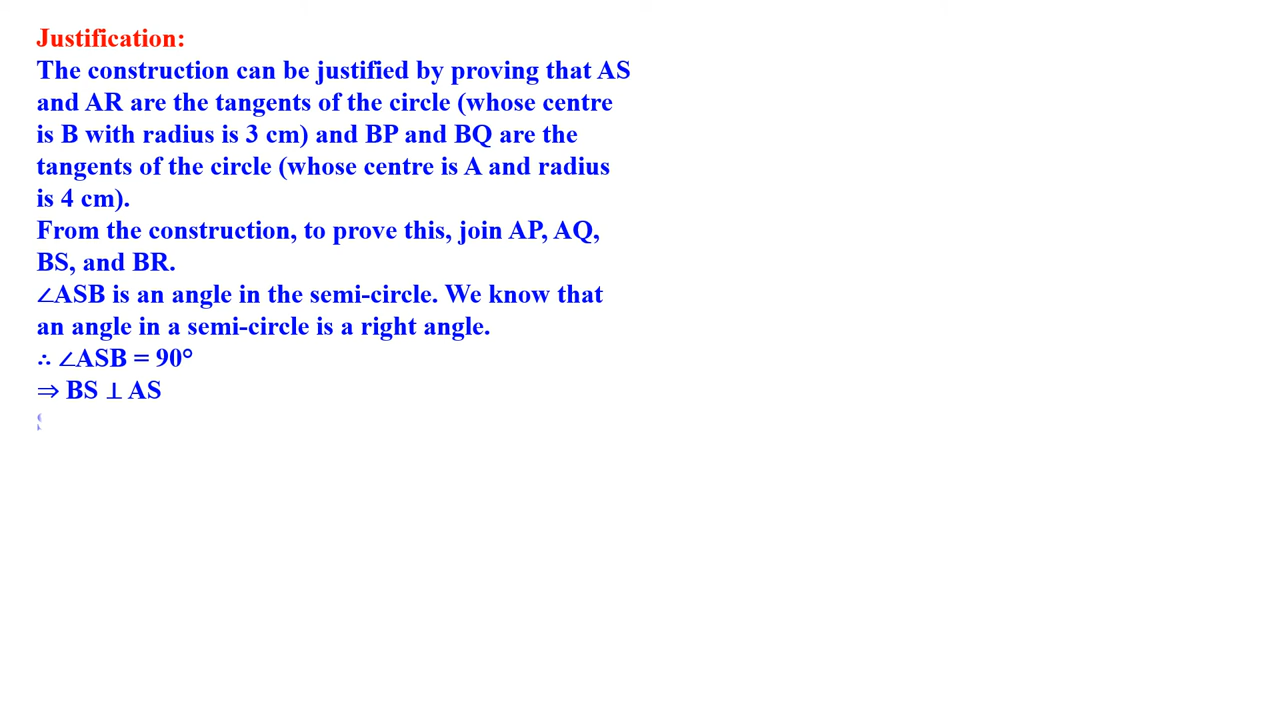 Justification:
The construction can be justified by proving that AS
and AR are the tangents of the circle (whose centre
is B with radius is 3 cm) and BP and BQ are the
tangents of the circle (whose centre is A and radius
is 4 cm).
From the construction, to prove this, join AP, AQ,
BS, and BR.
∠ASB is an angle in the semi-circle. We know that
an angle in a semi-circle is a right angle.
∴ ∠ASB = 90°
⇒ BS ⊥ AS